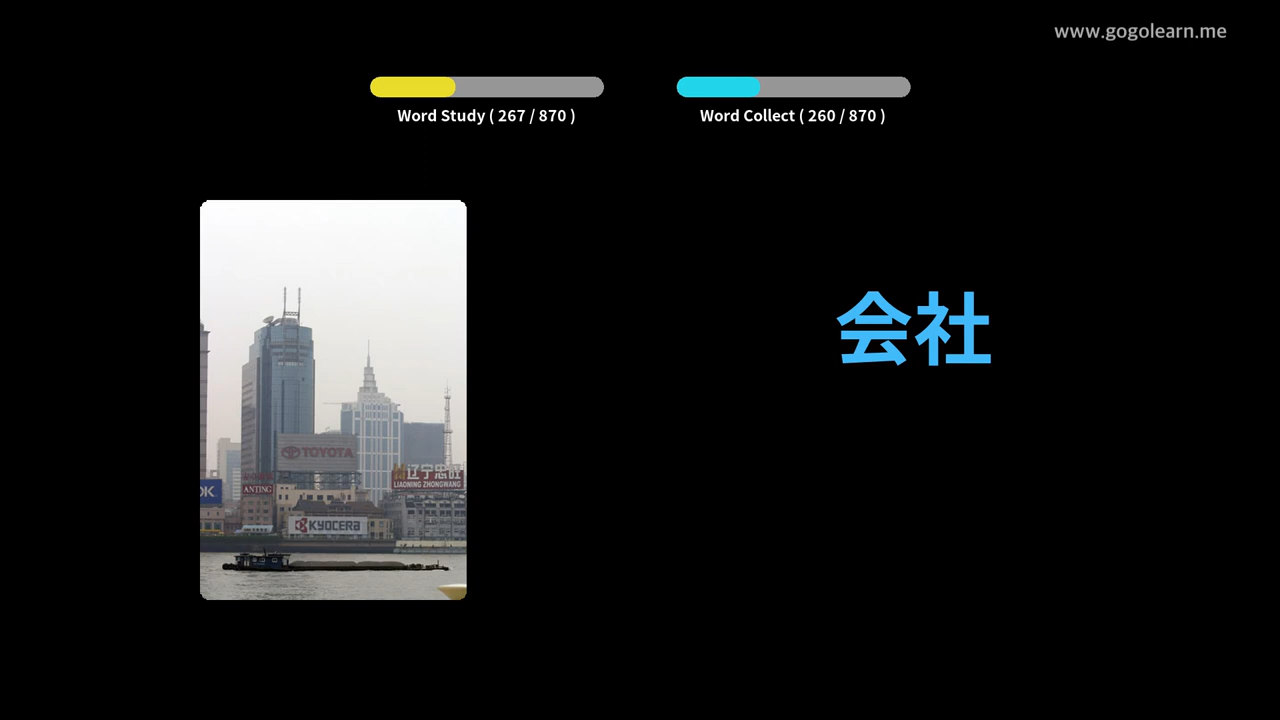 www.gogolearn.me
Word Study ( 267 / 870 )
Word Collect ( 260 / 870 )
会社
TOYOTA
辽宁忠旺
LIAONING ZHONGWANG
ANTING
OK
KYOCERA